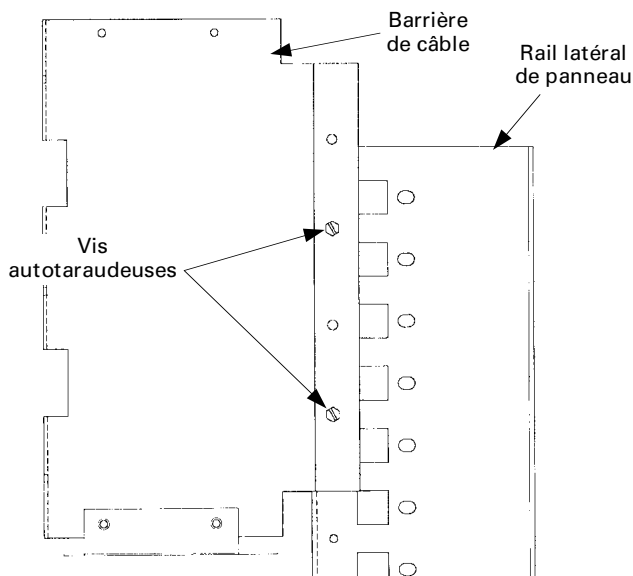 Barrière
de câble
Rail latéral
de panneau
Vis
autotaraudeuses